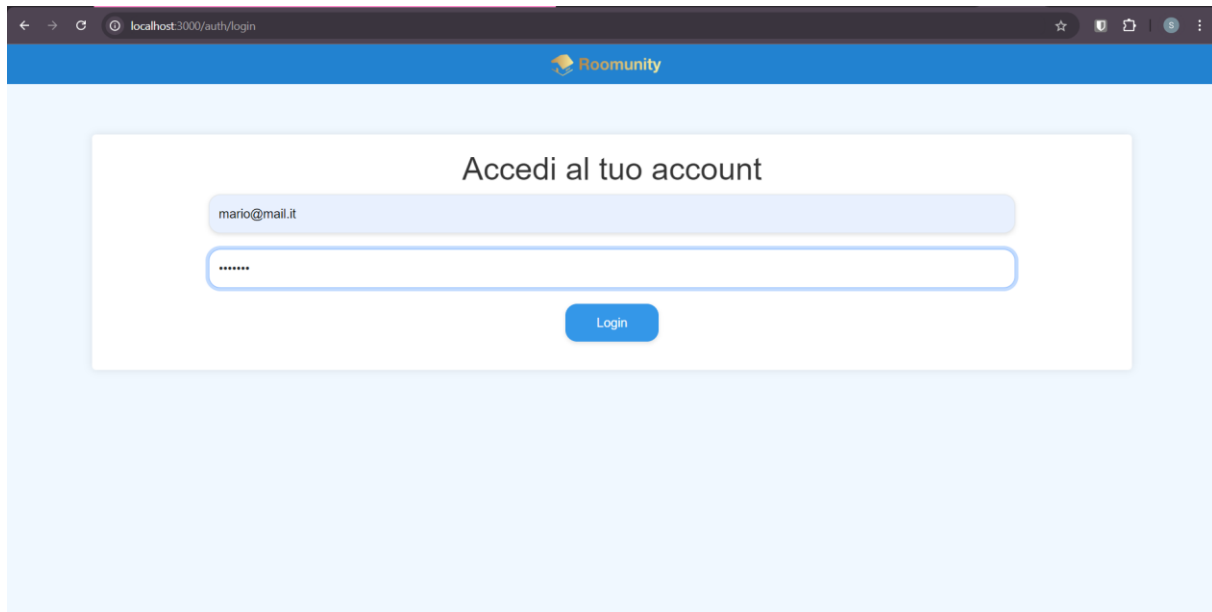 localhost:3000/auth/login
S
Roomunity
Accedi al tuo account
mario@mail.it
•••••••
Login